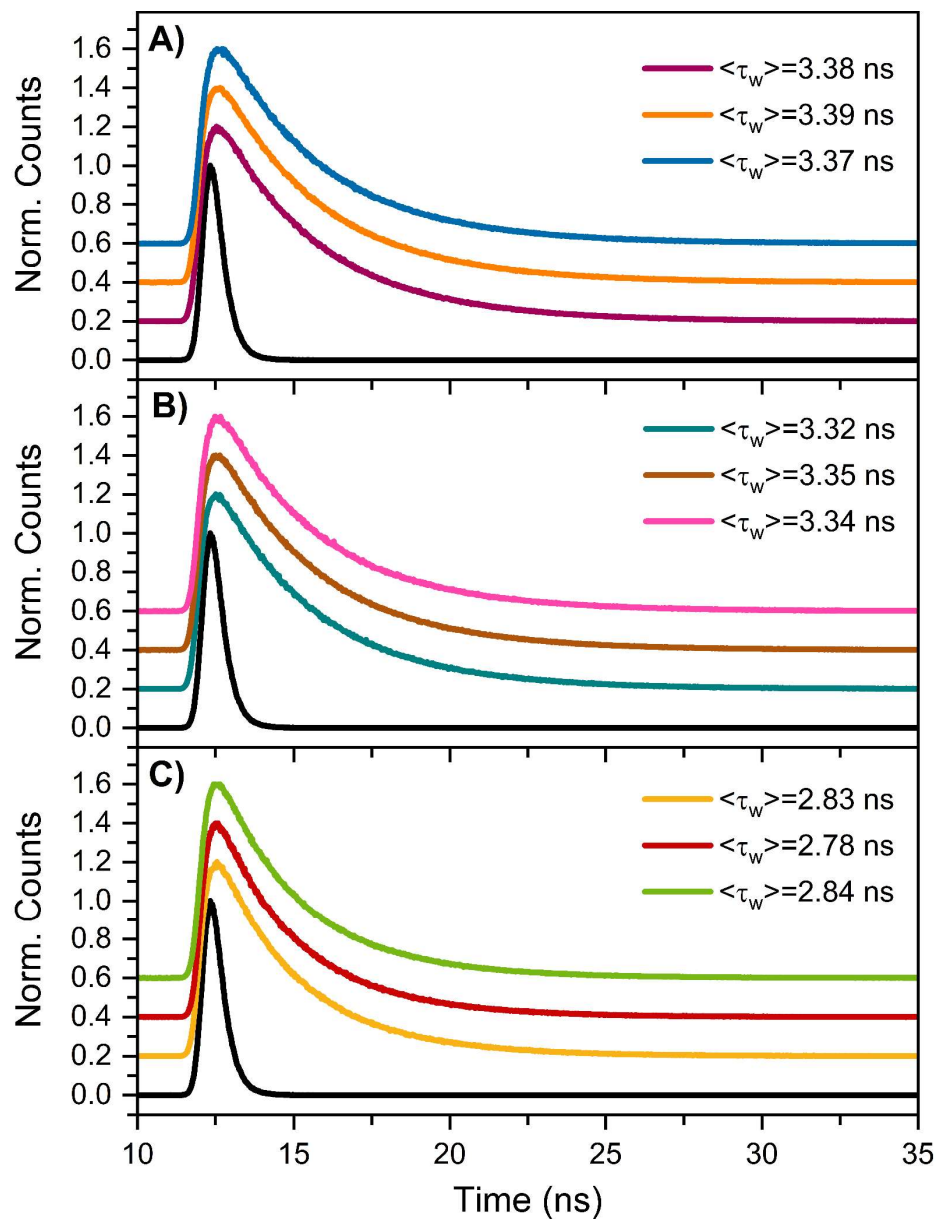 A)
1.6
1.4
1.2
1.0
0.8
0.6
0.4
0.2
0.0
Norm. Counts
<τw>=3.38 ns
<τw>=3.39 ns
<τw>=3.37 ns
B)
1.6
1.4
1.2
1.0
0.8
0.6
0.4
0.2
0.0
Norm. Counts
<τw>=3.32 ns
<τw>=3.35 ns
<τw>=3.34 ns
C)
1.6
1.4
1.2
1.0
0.8
0.6
0.4
0.2
0.0
Norm. Counts
<τw>=2.83 ns
<τw>=2.78 ns
<τw>=2.84 ns
10 15 20 25 30 35
Time (ns)